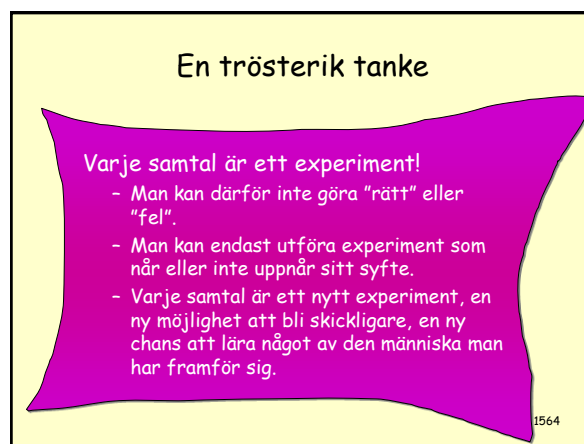 En trösterik tanke
Varje samtal är ett experiment!
– Man kan därför inte göra ”rätt” eller
”fel”.
– Man kan endast utföra experiment som
når eller inte uppnår sitt syfte.
– Varje samtal är ett nytt experiment, en
ny möjlighet att bli skickligare, en ny
chans att lära något av den människa man
har framför sig.
1564